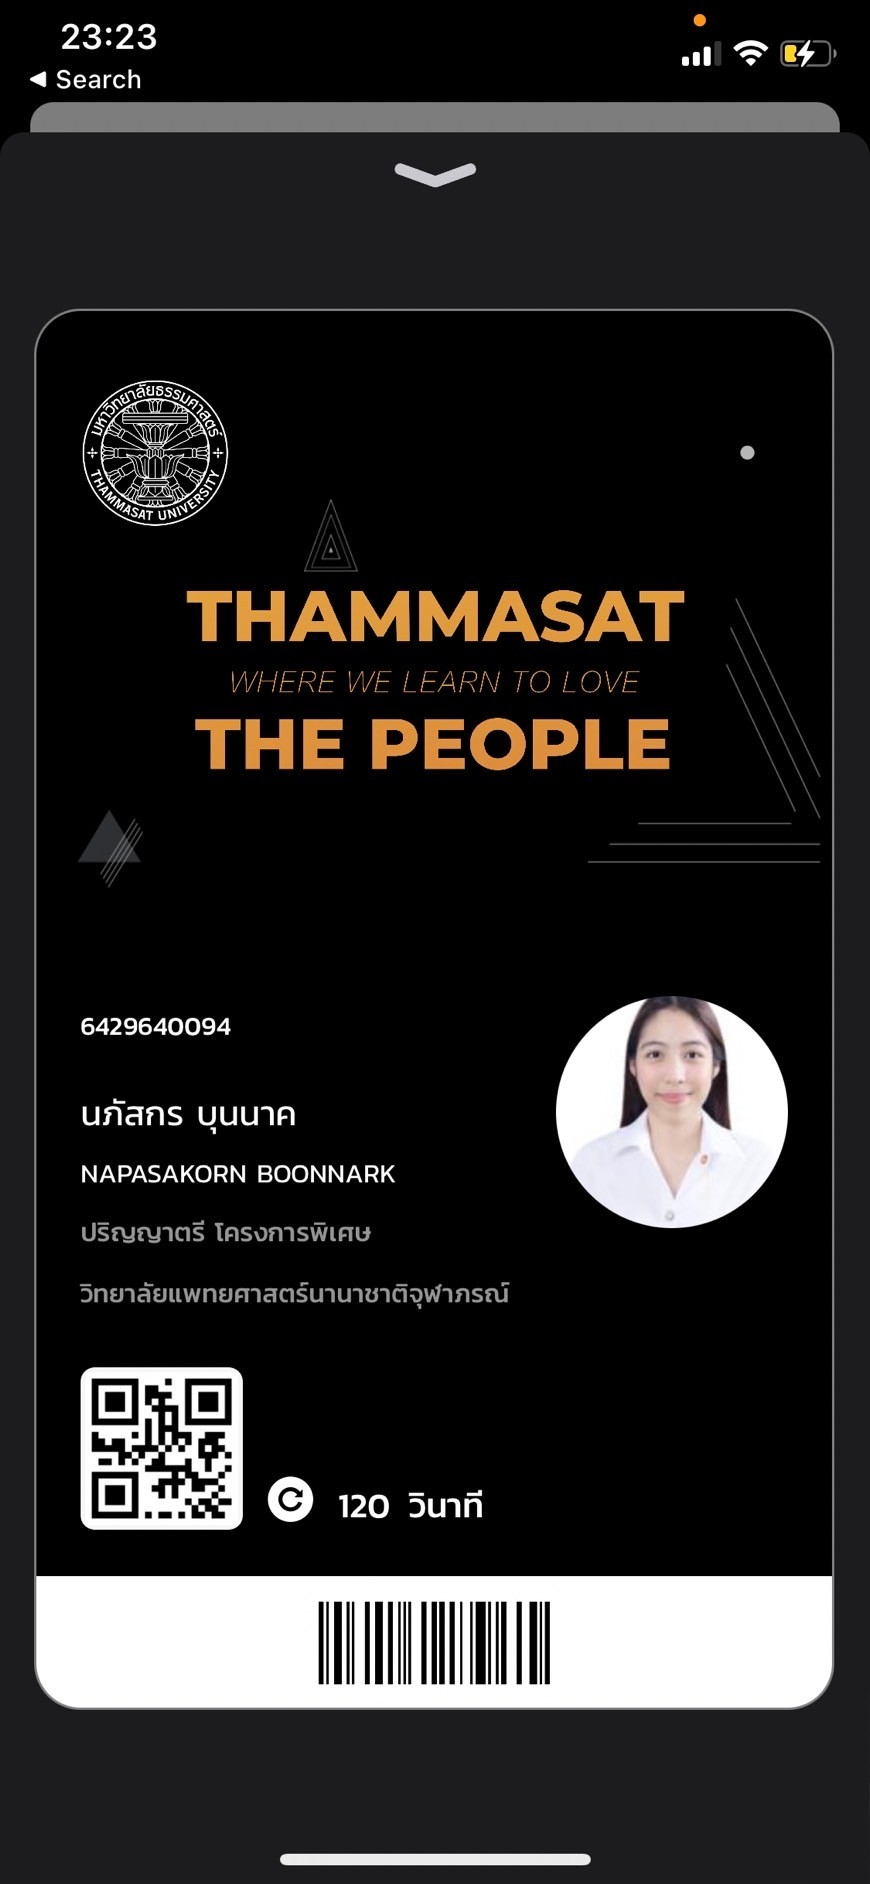 23:23
◀ Search
มหาวิทยาลัยธรรมศาสตร์
THAMMASAT UNIVERSITY
THAMMASAT
WHERE WE LEARN TO LOVE
THE PEOPLE
6429640094
นภัสกร บุนนาค
NAPASAKORN BOONNARK
ปริญญาตรี โครงการพิเศษ
วิทยาลัยแพทยศาสตร์นานาชาติจุฬาภรณ์
120 วินาที